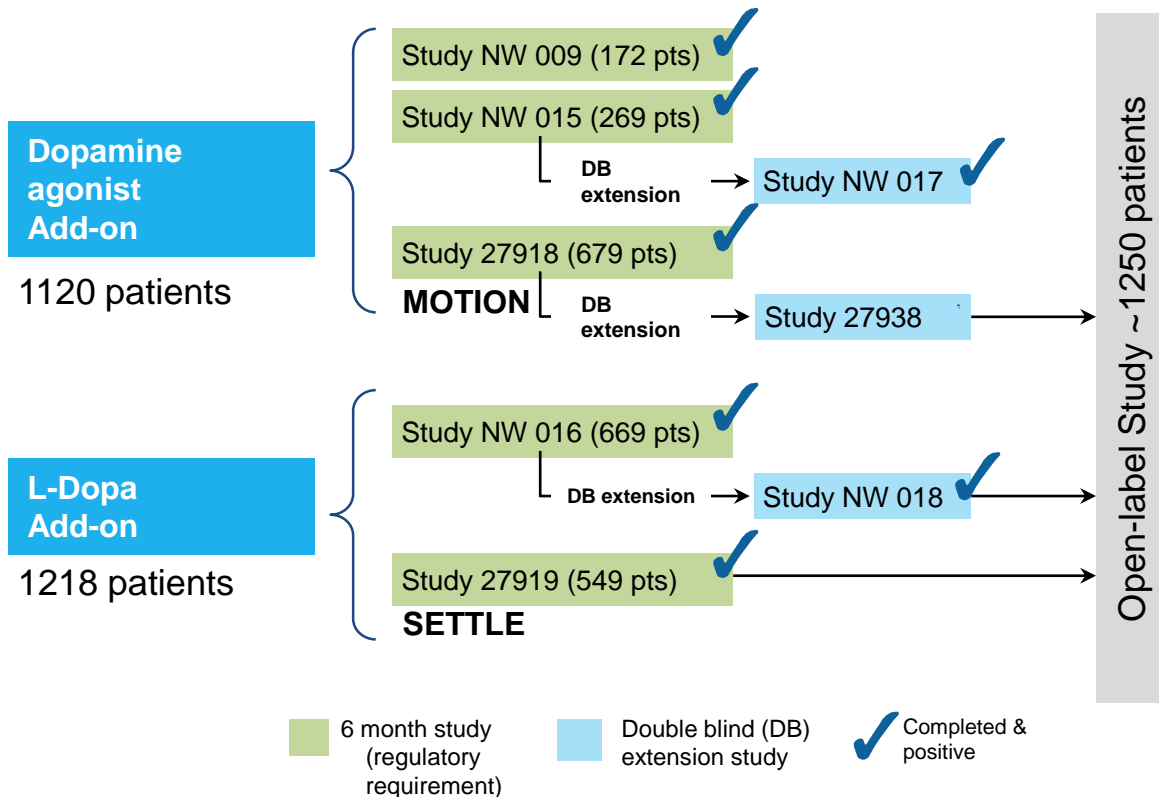 Study NW 009 (172 pts)
Study NW 015 (269 pts)
Dopamine
agonist
Add-on
1120 patients
DB
extension
Study NW 017
Study 27918 (679 pts)
MOTION
DB
extension
Study 27938
Study NW 016 (669 pts)
L-Dopa
Add-on
1218 patients
DB extension
Study NW 018
Study 27919 (549 pts)
SETTLE
Open-label Study ~1250 patients
6 month study
(regulatory
requirement)
Double blind (DB)
extension study
Completed &
positive